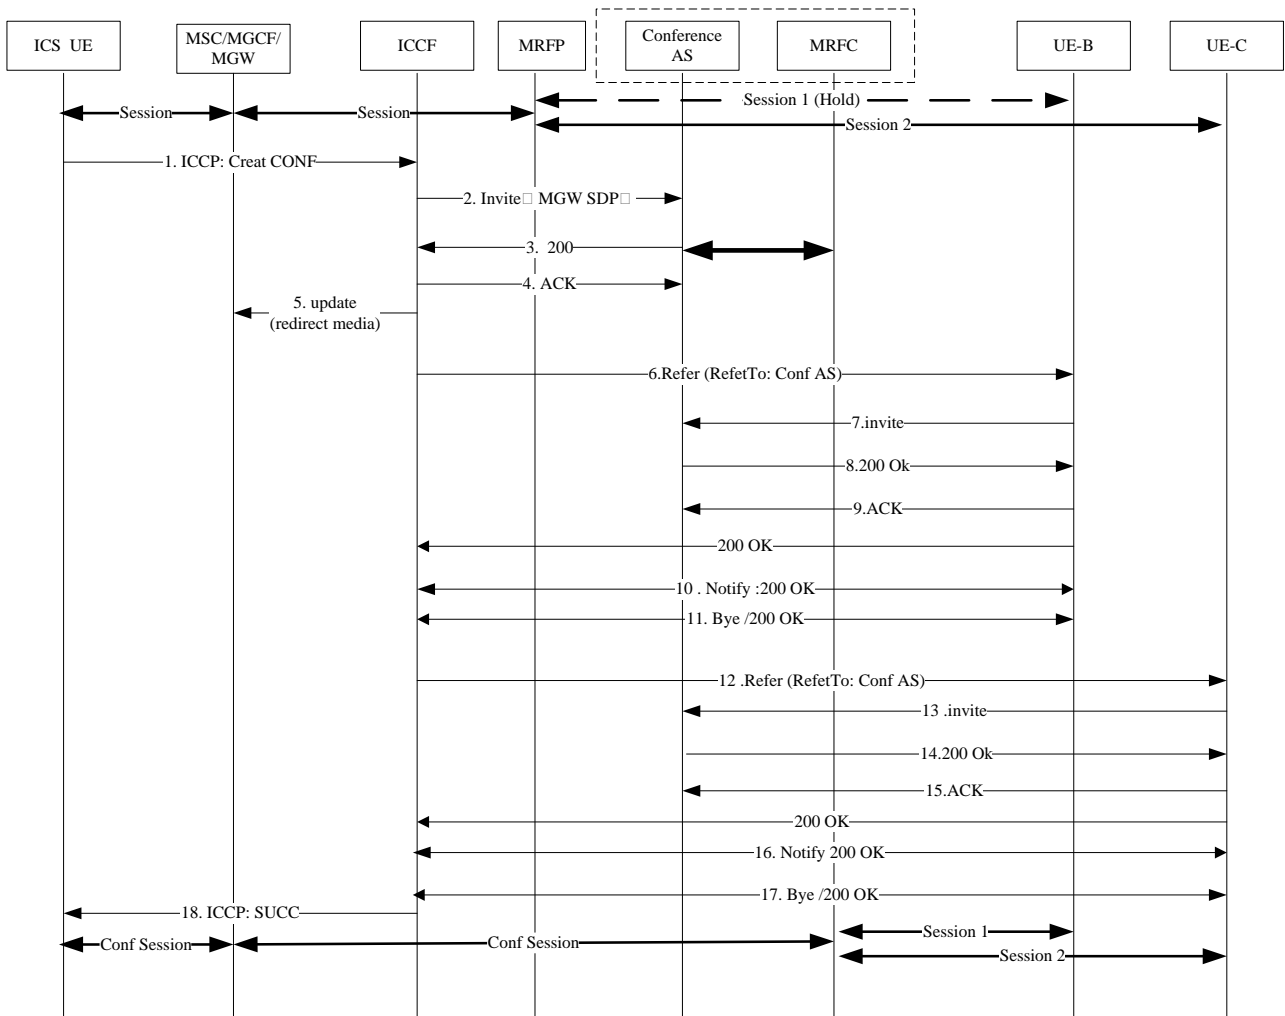 ICS UE
MSC/MGCF/
MGW
ICCF
MRFP
Conference
AS
MRFC
UE-B
UE-C
Session
Session
Session 1 (Hold)
Session 2
1. ICCP: Creat CONF
2. Invite□ MGW SDP□
3. 200
4. ACK
5. update
(redirect media)
6.Refer (RefetTo: Conf AS)
7.invite
8.200 Ok
9.ACK
200 OK
10 . Notify :200 OK
11. Bye /200 OK
12 .Refer (RefetTo: Conf AS)
13 .invite
14.200 Ok
15.ACK
200 OK
16. Notify 200 OK
17. Bye /200 OK
18. ICCP: SUCC
Conf Session
Conf Session
Session 1
Session 2